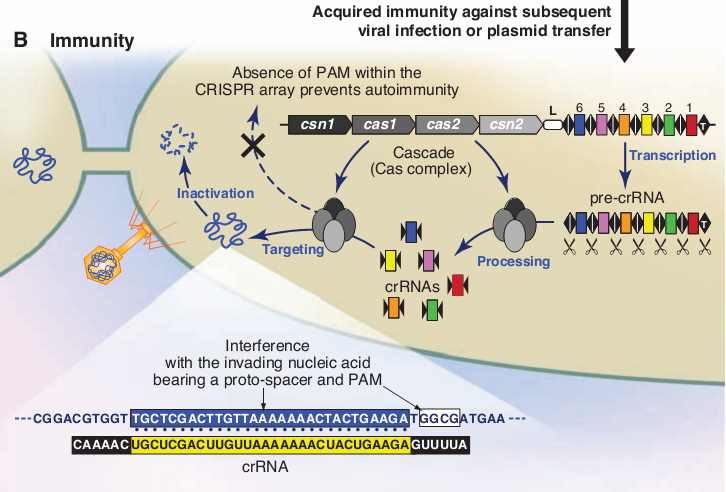 Acquired immunity against subsequent
viral infection or plasmid transfer
B Immunity
Absence of PAM within the
CRISPR array prevents autoimmunity
csn1 cas1 cas2 csn2 L 6 5 4 3 2 1 T
Cascade
(Cas complex)
Transcription
Inactivation
pre-crRNA
T
Targeting
Processing
crRNAs
Interference
with the invading nucleic acid
bearing a proto-spacer and PAM
---CGGACGTGGT TGCTCGACTTGTTAAAAAAACTACTGAAGA T GGCG ATGAA ---
CAAAAC UGCUCGACUUGUUAAAAAAACUACUGAAGA GUUUUA
crRNA